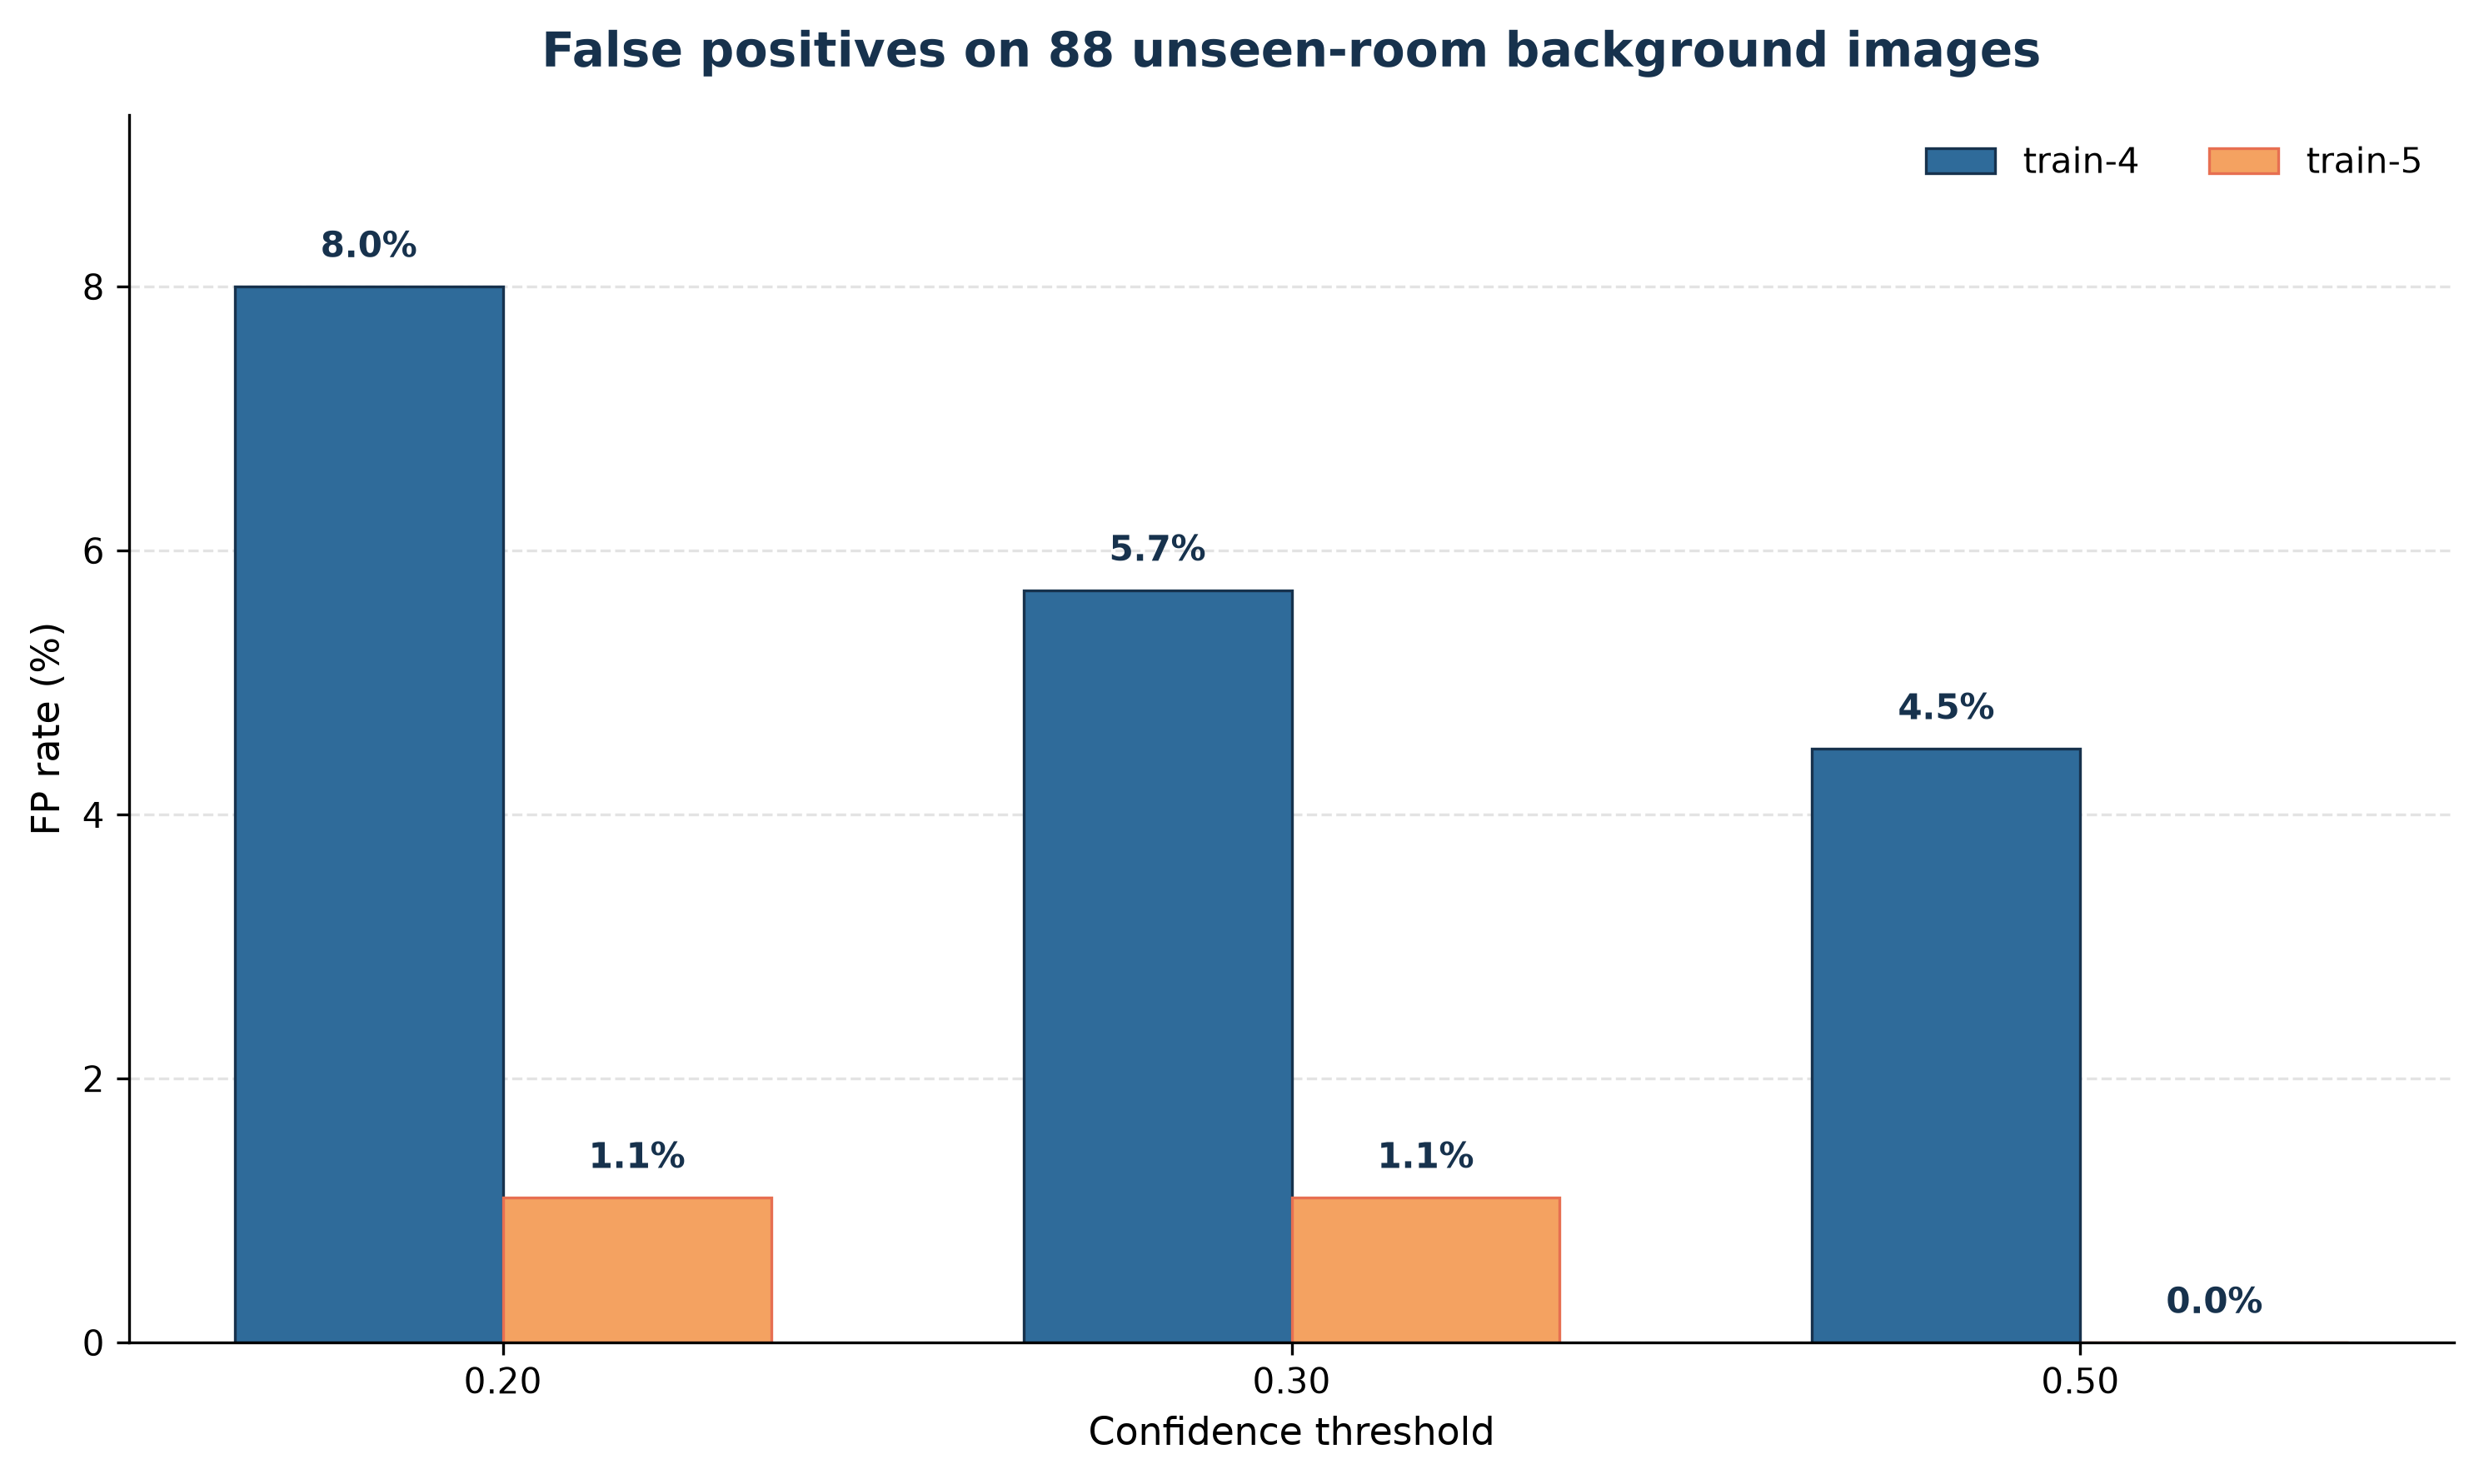 False positives on 88 unseen-room background images
train-4 train-5
8.0%
8
5.7%
6
4.5%
FP rate (%)
4
2
1.1% 1.1%
0.0%
0
0.20 0.30 0.50
Confidence threshold